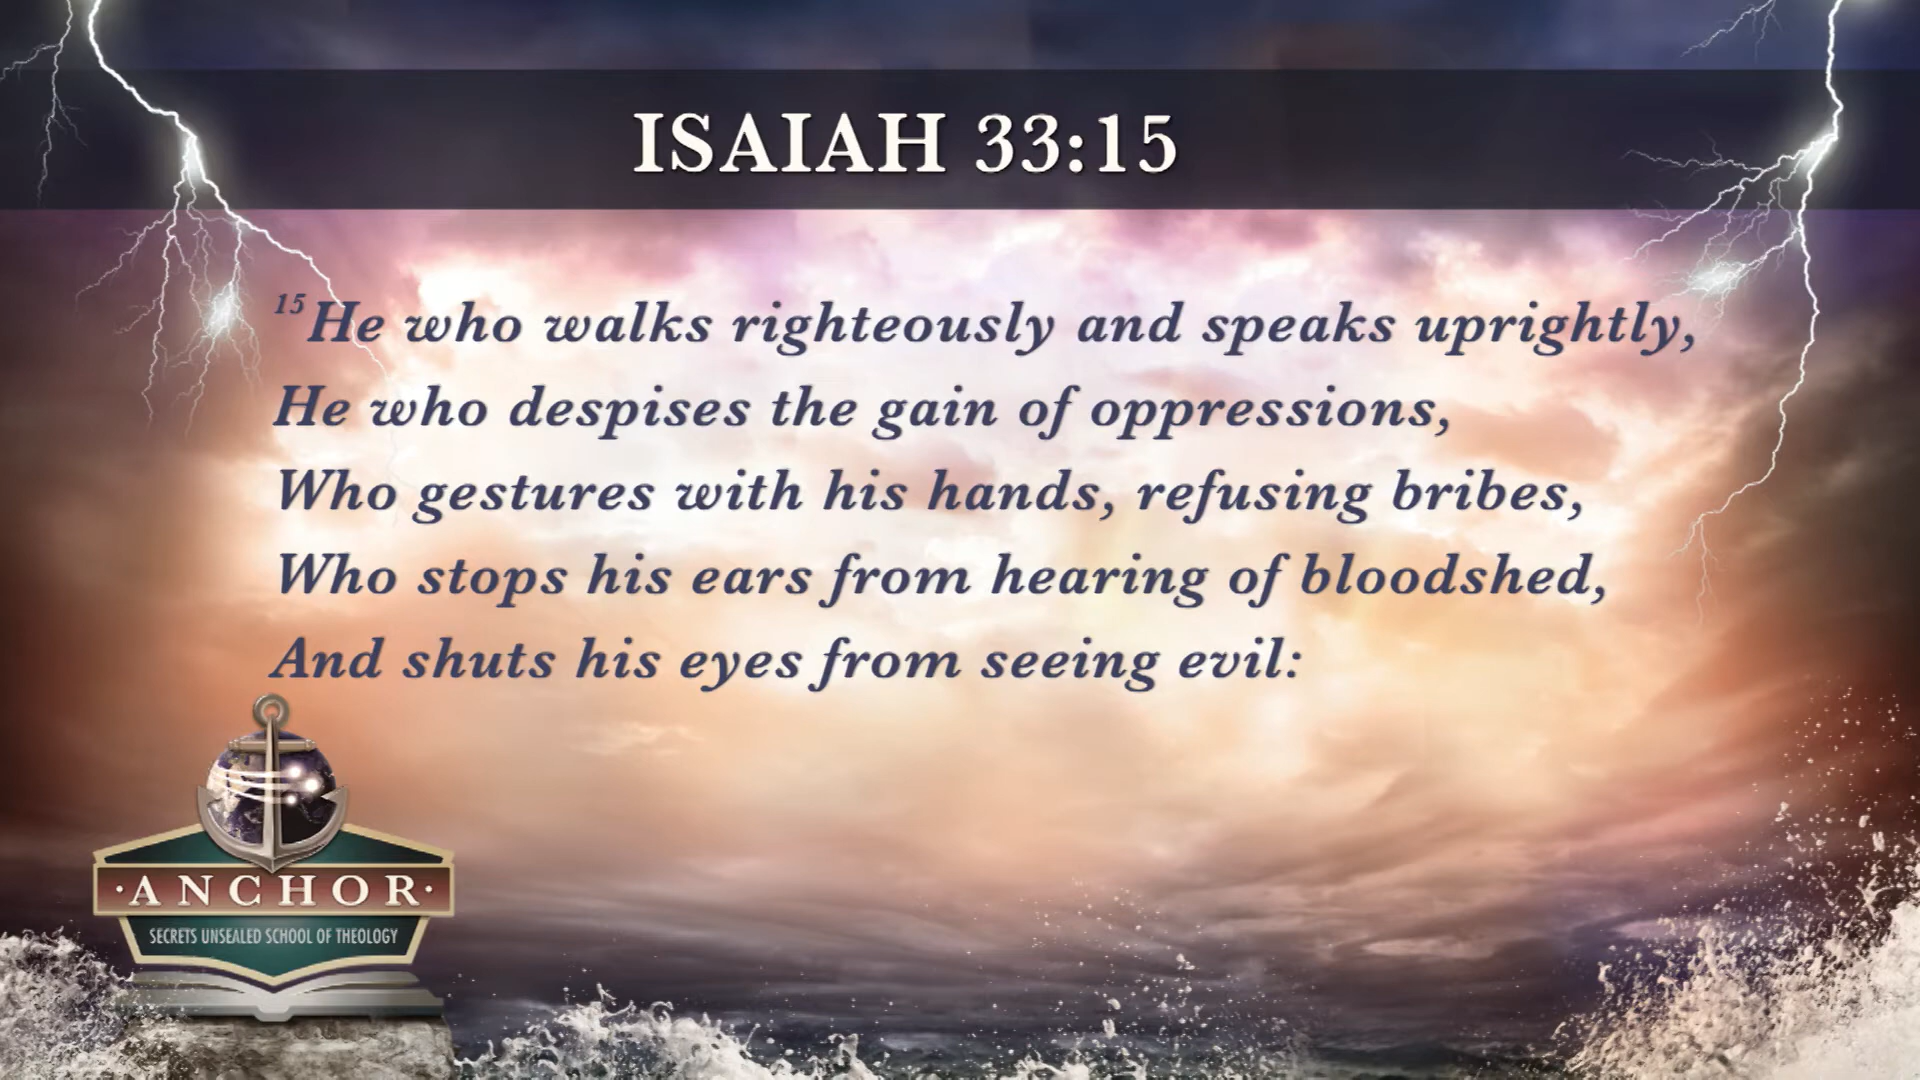 ISAIAH 33:15
15 He who walks righteously and speaks uprightly,
He who despises the gain of oppressions,
Who gestures with his hands, refusing bribes,
Who stops his ears from hearing of bloodshed,
And shuts his eyes from seeing evil:
·ANCHOR·
SECRETS UNSEALED SCHOOL OF THEOLOGY